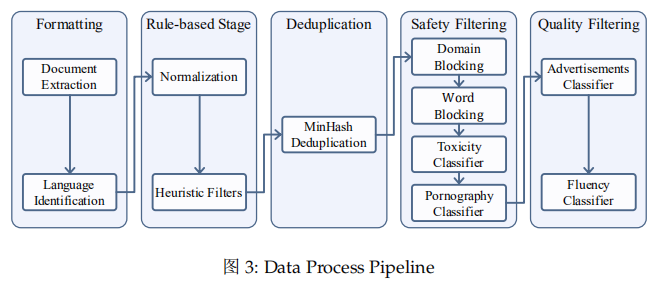 Formatting
Document
Extraction
Language
Identification
Rule-based Stage
Normalization
Heuristic Filters
Deduplication
MinHash
Deduplication
Safety Filtering
Domain
Blocking
Word
Blocking
Toxicity
Classifier
Pornography
Classifier
Quality Filtering
Advertisements
Classifier
Fluency
Classifier
图 3: Data Process Pipeline